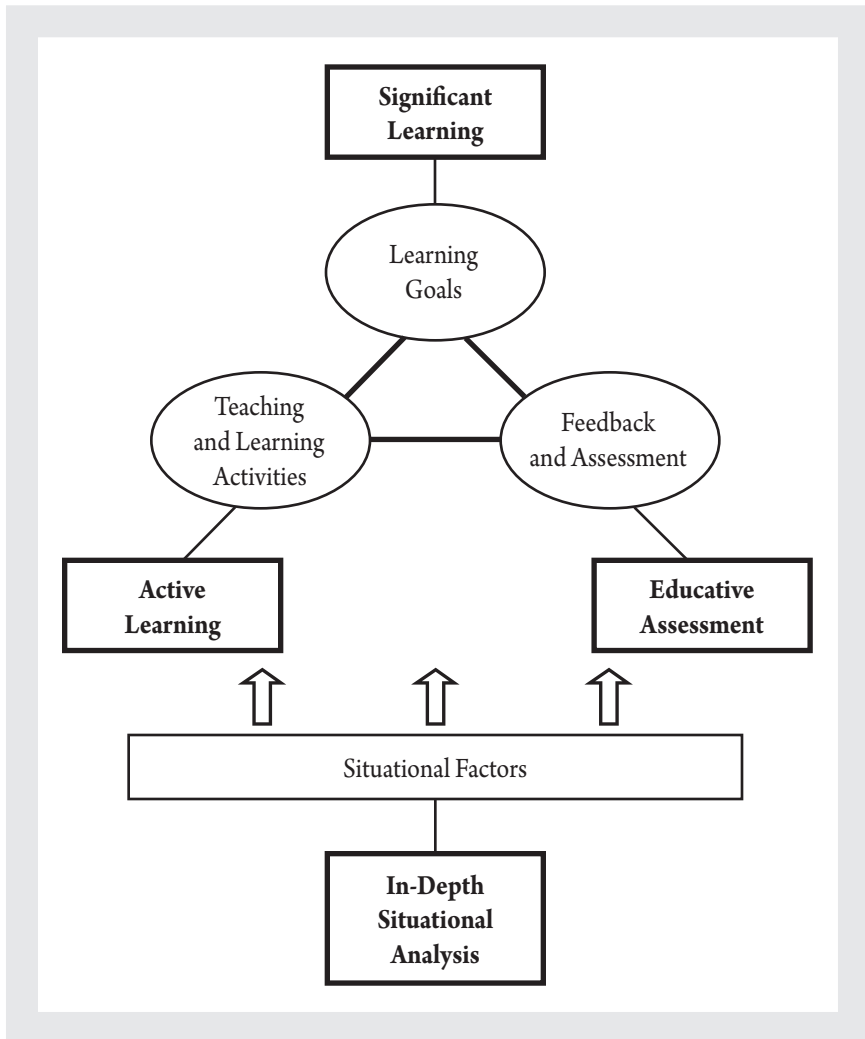 Significant
Learning
Learning
Goals
Teaching
and Learning
Activities
Feedback
and Assessment
Active
Learning
Educative
Assessment
Situational Factors
In-Depth
Situational
Analysis